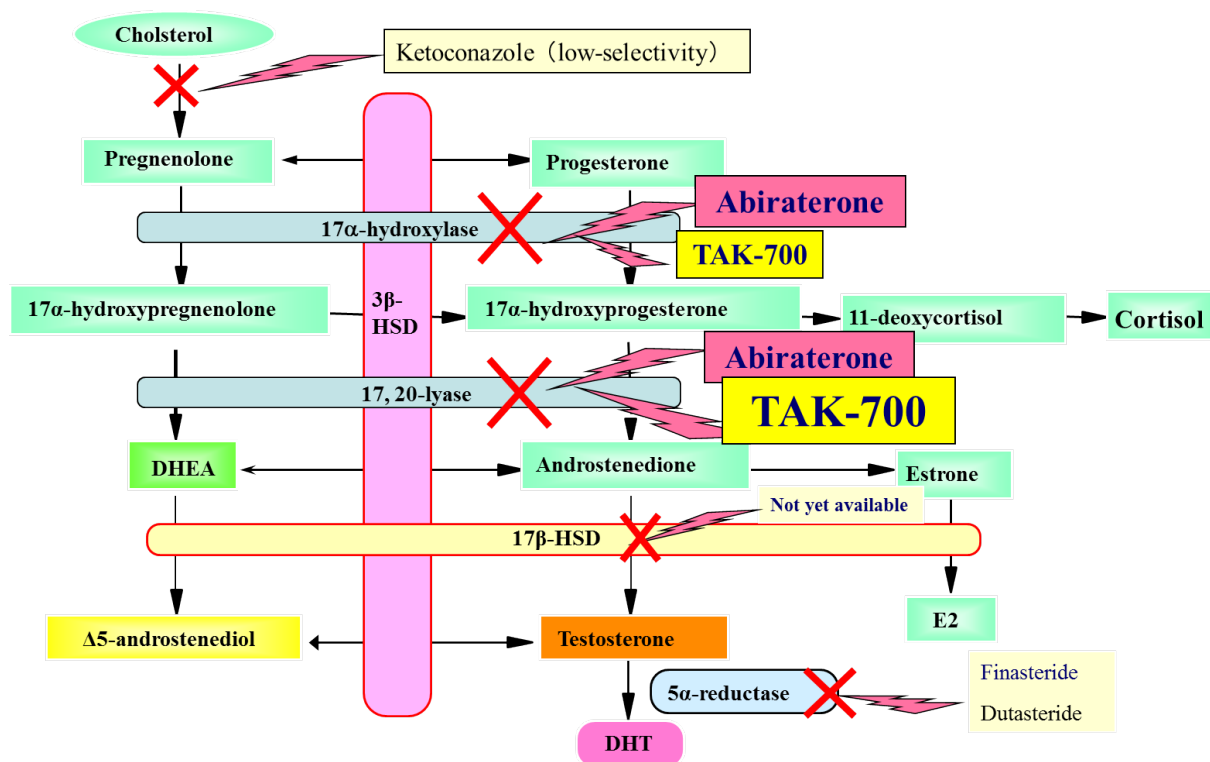 Cholsterol
Ketoconazole（low-selectivity）
Pregnenolone
Progesterone
Abiraterone
17α-hydroxylase
TAK-700
17α-hydroxypregnenolone
3β-
HSD
17α-hydroxyprogesterone
11-deoxycortisol
Cortisol
Abiraterone
17, 20-lyase
TAK-700
DHEA
Androstenedione
Estrone
Not yet available
17β-HSD
Δ5-androstenediol
Testosterone
E2
5α-reductase
Finasteride
Dutasteride
DHT